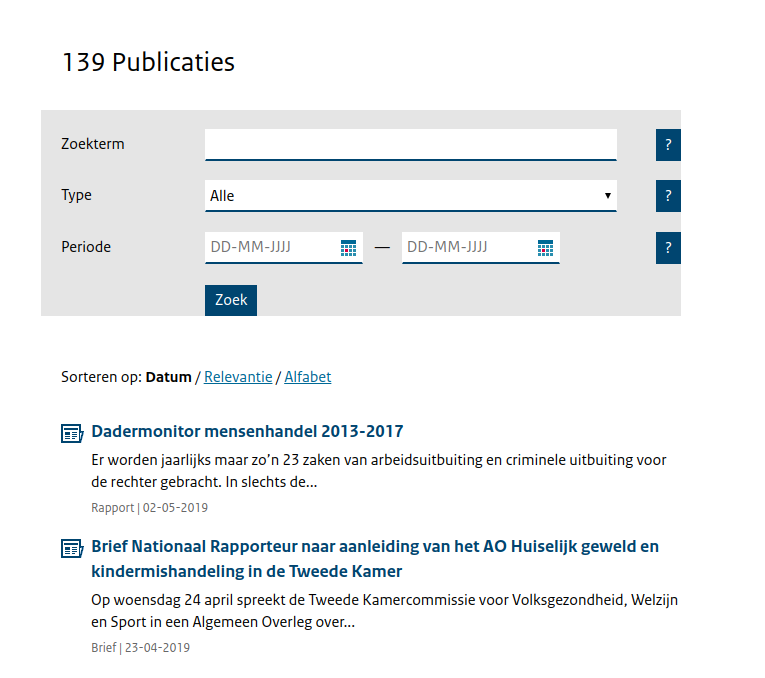 139 Publicaties
Zoekterm
?
Type
Alle
?
Periode
DD-MM-JJJJ — DD-MM-JJJJ
?
Zoek
Sorteren op: Datum / Relevantie / Alfabet
Dadermonitor mensenhandel 2013-2017
Er worden jaarlijks maar zo’n 23 zaken van arbeidsuitbuiting en criminele uitbuiting voor
de rechter gebracht. In slechts de...
Rapport | 02-05-2019
Brief Nationaal Rapporteur naar aanleiding van het AO Huiselijk geweld en
kindermishandeling in de Tweede Kamer
Op woensdag 24 april spreekt de Tweede Kamercommissie voor Volksgezondheid, Welzijn
en Sport in een Algemeen Overleg over...
Brief | 23-04-2019